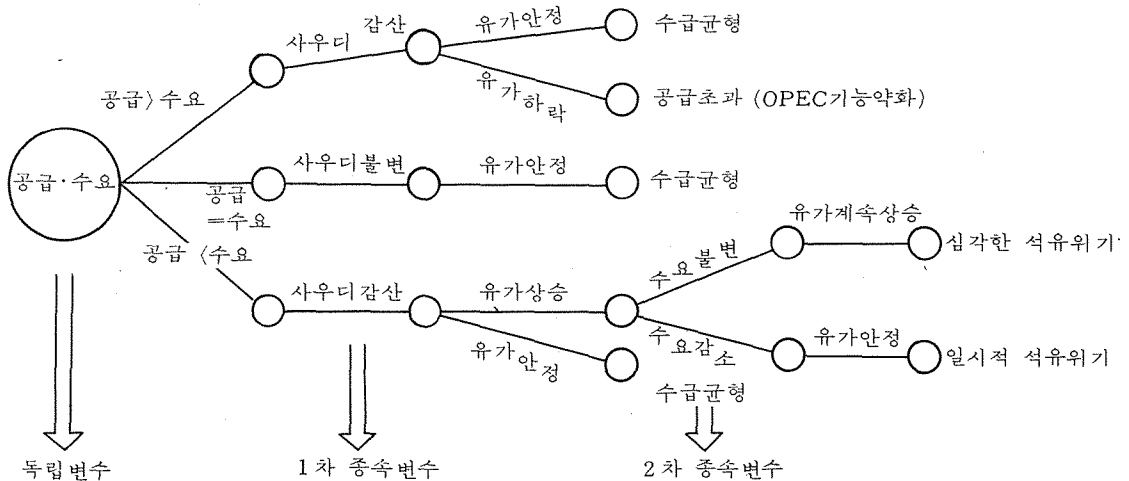 공급·수요
공급〉수요
사우디
감산
유가안정
수급균형
유가하락
공급초과 (OPEC기능약화)
공급
=수요
사우디불변
유가안정
수급균형
공급〈수요
사우디감산
유가상승
유가안정
수급균형
수요불변
유가계속상승
심각한 석유위기
수요감소
유가안정
일시적 석유위기
독립변수
1차 종속변수
2차 종속변수